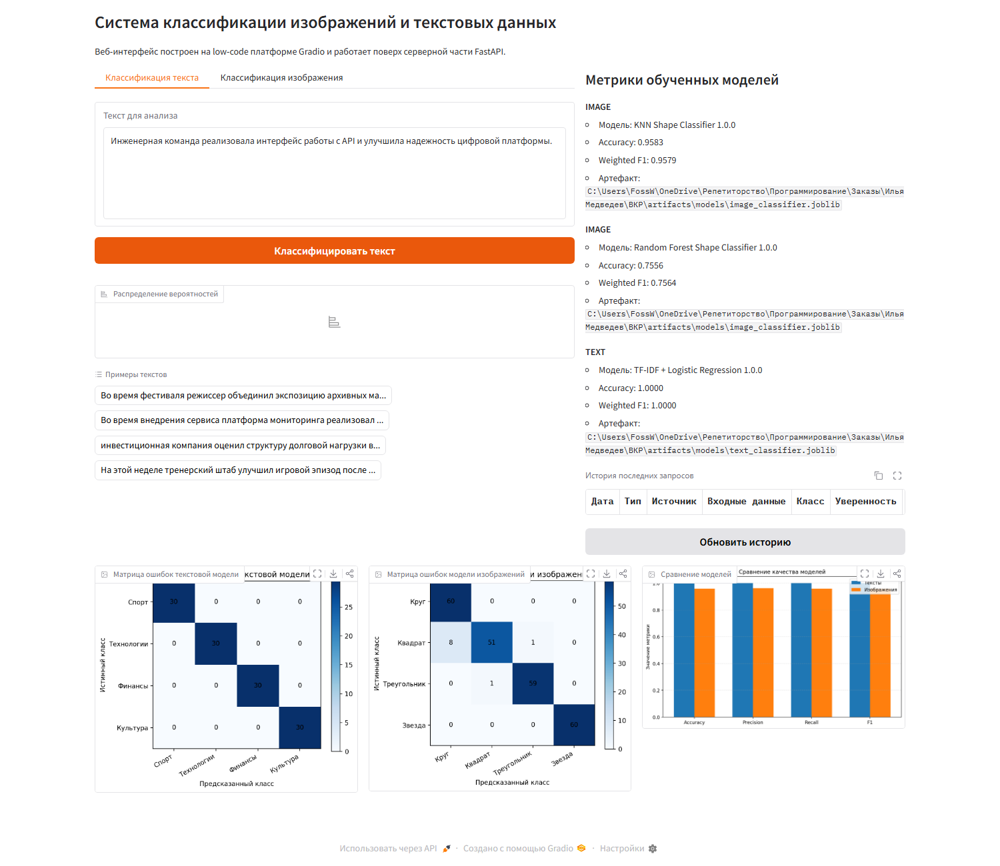 Система классификации изображений и текстовых данных
Веб-интерфейс построен на low-code платформе Gradio и работает поверх серверной части FastAPI.
Классификация текста
Классификация изображения
Текст для анализа
Инженерная команда реализовала интерфейс работы с API и улучшила надежность цифровой платформы.
Классифицировать текст
Распределение вероятностей
Примеры текстов
Во время фестиваля режиссер объединил экспозицию архивных ма...
Во время внедрения сервиса платформа мониторинга реализовал ...
инвестиционная компания оценил структуру долговой нагрузки в...
На этой неделе тренерский штаб улучшил игровой эпизод после ...
Метрики обученных моделей
IMAGE
Модель: KNN Shape Classifier 1.0.0
Accuracy: 0.9583
Weighted F1: 0.9579
Артефакт:
C:\Users\FossW\OneDrive\Репетиторство\Программирование\Заказы\Илья
Медведев\ВКР\artifacts\models\image_classifier.joblib
IMAGE
Модель: Random Forest Shape Classifier 1.0.0
Accuracy: 0.7556
Weighted F1: 0.7564
Артефакт:
C:\Users\FossW\OneDrive\Репетиторство\Программирование\Заказы\Илья
Медведев\ВКР\artifacts\models\image_classifier.joblib
TEXT
Модель: TF-IDF + Logistic Regression 1.0.0
Accuracy: 1.0000
Weighted F1: 1.0000
Артефакт:
C:\Users\FossW\OneDrive\Репетиторство\Программирование\Заказы\Илья
Медведев\ВКР\artifacts\models\text_classifier.joblib
История последних запросов
Дата Тип Источник Входные данные Класс Уверенность
Обновить историю
Матрица ошибок текстовой модели
кстовой модели
Истинный класс
Спорт 30 0 0 0
Технологии 0 30 0 0
Финансы 0 0 30 0
Культура 0 0 0 30
Спорт Технологии Финансы Культура
Предсказанный класс
25
20
15
10
5
0
Матрица ошибок модели изображений
и изображен
Истинный класс
Круг 60 0 0 0
Квадрат 8 51 1 0
Треугольник 0 1 59 0
Звезда 0 0 0 60
Круг Квадрат Треугольник Звезда
Предсказанный класс
50
40
30
20
10
0
Сравнение моделей
Сравнение качества моделей
Тексты
Изображения
Значение метрики
1.0
0.8
0.6
0.4
0.2
0.0
Accuracy Precision Recall F1
Использовать через API · Создано с помощью Gradio · Настройки